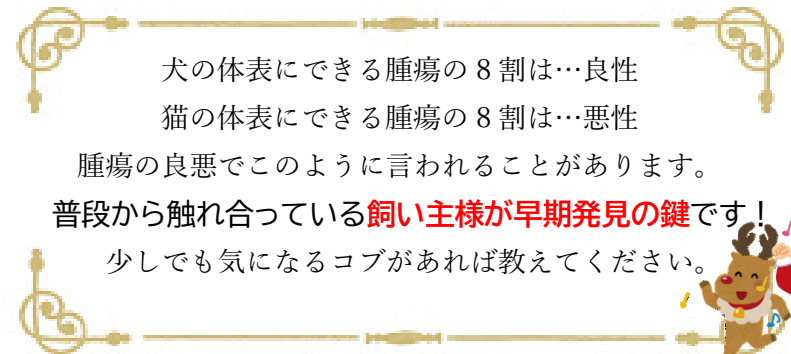 犬の体表にできる腫瘍の８割は…良性
猫の体表にできる腫瘍の８割は…悪性
腫瘍の良悪でこのように言われることがあります。
普段から触れ合っている飼い主様が早期発見の鍵です！
少しでも気になるコブがあれば教えてください。